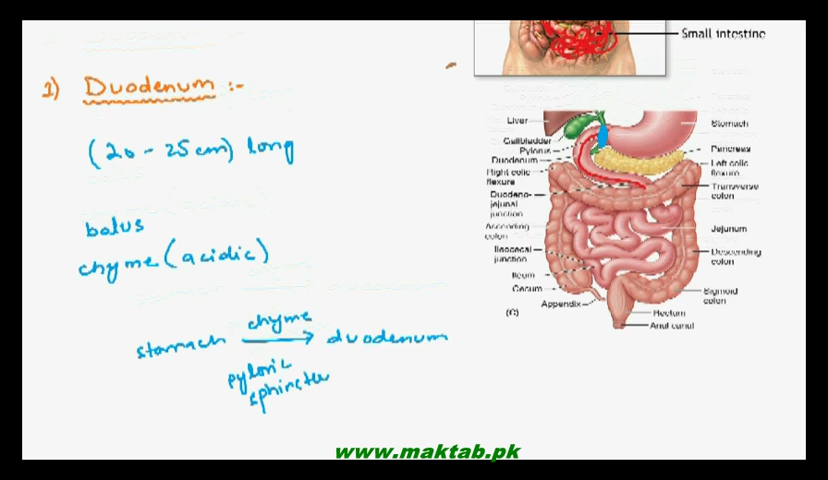 Small intestine
1) Duodenum :-
(20 - 25 cm) long
bolus
chyme (acidic)
stomach chyme duodenum
pyloric
sphincter
Liver
Gallbladder
Pylorus
Duodenum
Right colic
flexure
Duodeno-
jejunal
junction
Ascending
colon
Ileocecal
junction
Ileum
Cecum
Appendix
(C)
Stomach
Pancreas
Left colic
flexure
Transverse
colon
Jejunum
Descending
colon
Sigmoid
colon
Rectum
Anal canal
www.maktab.pk